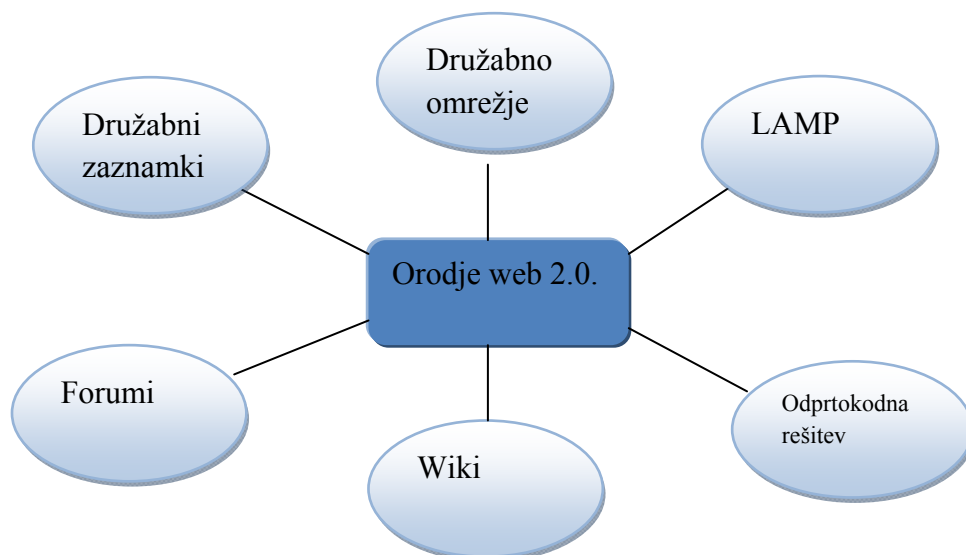 Družabno
omrežje
Družabni
zaznamki
LAMP
Orodje web 2.0.
Forumi
Odprtokodna
rešitev
Wiki